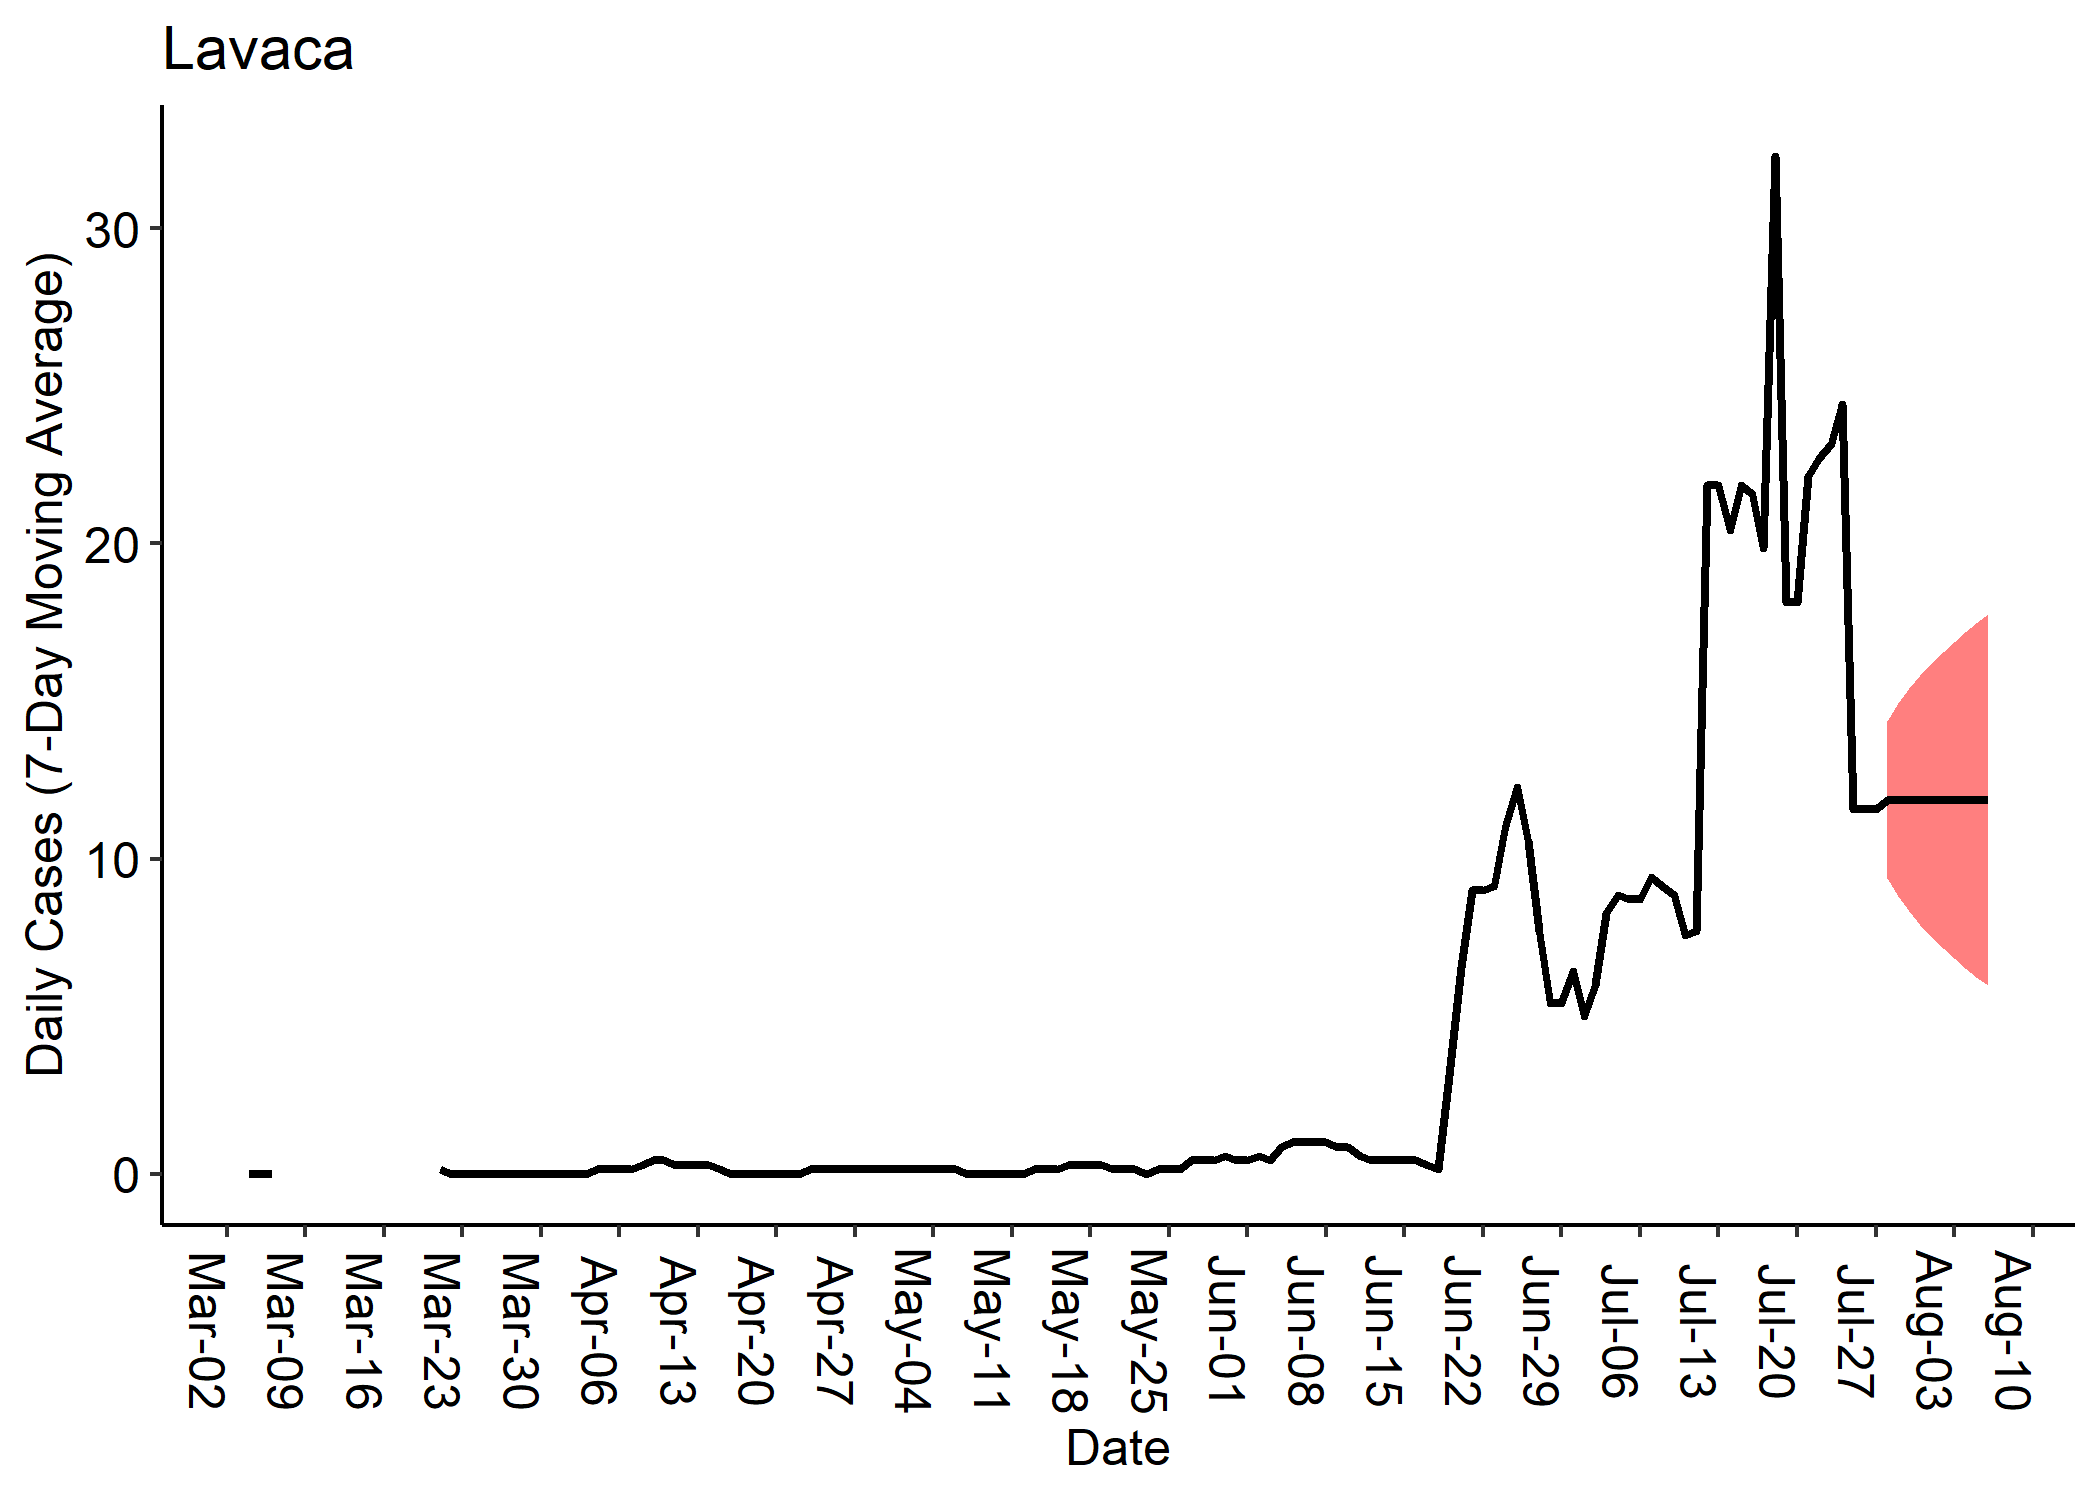 Lavaca
Daily Cases (7-Day Moving Average)
30
20
10
0
Mar-02
Mar-09
Mar-16
Mar-23
Mar-30
Apr-06
Apr-13
Apr-20
Apr-27
May-04
May-11
May-18
May-25
Jun-01
Jun-08
Jun-15
Jun-22
Jun-29
Jul-06
Jul-13
Jul-20
Jul-27
Aug-03
Aug-10
Date